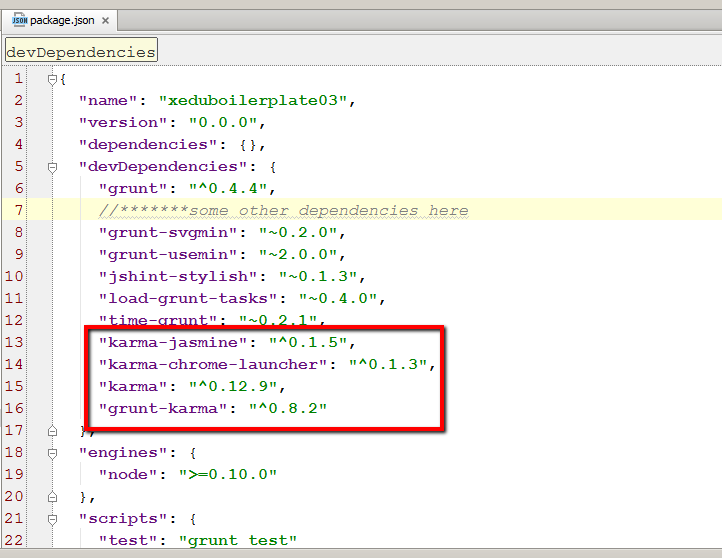 JSON package.json ×
devDependencies
1 {
2 "name": "xeduboilerplate03",
3 "version": "0.0.0",
4 "dependencies": {},
5 "devDependencies": {
6 "grunt": "^0.4.4",
7 //*******some other dependencies here
8 "grunt-svgmin": "~0.2.0",
9 "grunt-usemin": "~2.0.0",
10 "jshint-stylish": "~0.1.3",
11 "load-grunt-tasks": "~0.4.0",
12 "time-grunt": "~0.2.1",
13 "karma-jasmine": "^0.1.5",
14 "karma-chrome-launcher": "^0.1.3",
15 "karma": "^0.12.9",
16 "grunt-karma": "^0.8.2"
17 },
18 "engines": {
19 "node": ">=0.10.0"
20 },
21 "scripts": {
22 "test": "grunt test"